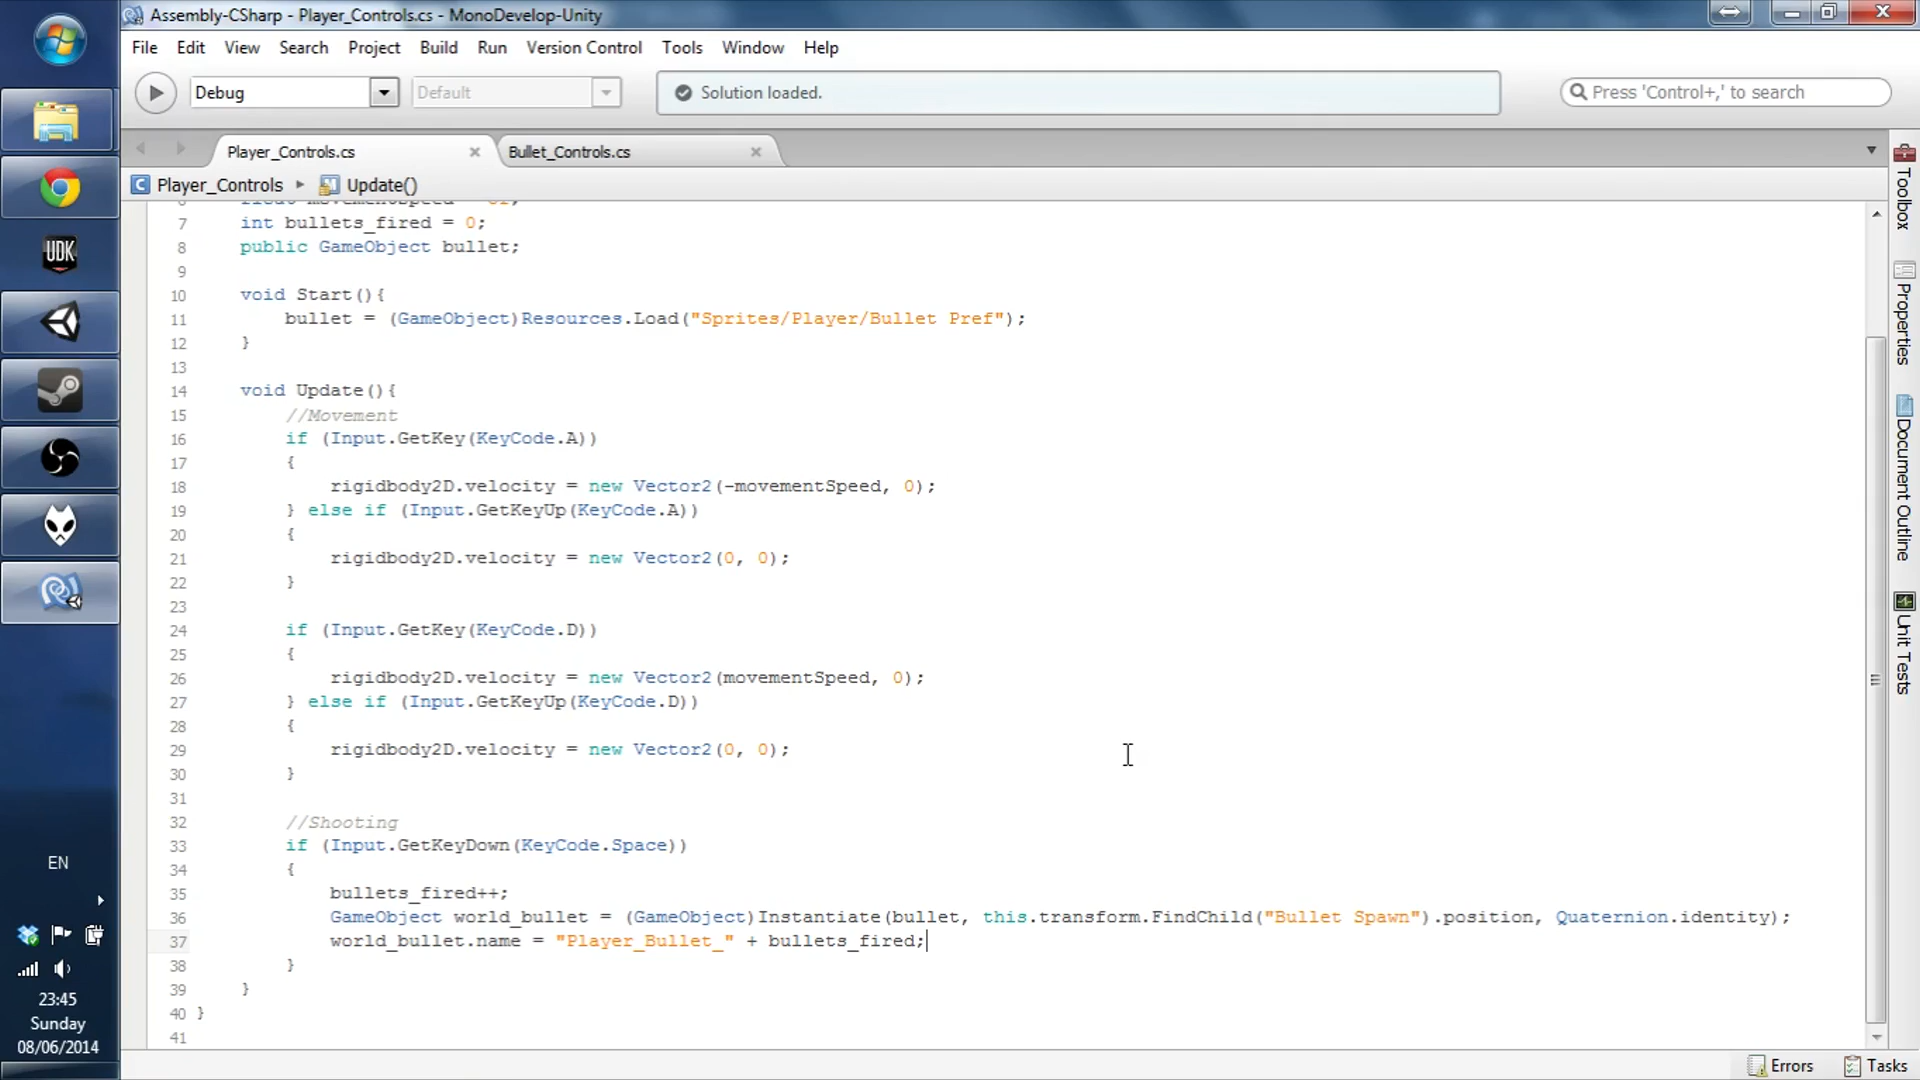 Assembly-CSharp - Player_Controls.cs - MonoDevelop-Unity
File Edit View Search Project Build Run Version Control Tools Window Help
Debug Default Solution loaded. Press 'Control+,' to search
Player_Controls.cs Bullet_Controls.cs
Player_Controls Update()
7 int bullets_fired = 0;
8 public GameObject bullet;
9
10 void Start(){
11 bullet = (GameObject)Resources.Load("Sprites/Player/Bullet Pref");
12 }
13
14 void Update(){
15 //Movement
16 if (Input.GetKey(KeyCode.A))
17 {
18 rigidbody2D.velocity = new Vector2(-movementSpeed, 0);
19 } else if (Input.GetKeyUp(KeyCode.A))
20 {
21 rigidbody2D.velocity = new Vector2(0, 0);
22 }
23
24 if (Input.GetKey(KeyCode.D))
25 {
26 rigidbody2D.velocity = new Vector2(movementSpeed, 0);
27 } else if (Input.GetKeyUp(KeyCode.D))
28 {
29 rigidbody2D.velocity = new Vector2(0, 0);
30 }
31
32 //Shooting
33 if (Input.GetKeyDown(KeyCode.Space))
34 {
35 bullets_fired++;
36 GameObject world_bullet = (GameObject)Instantiate(bullet, this.transform.FindChild("Bullet Spawn").position, Quaternion.identity);
37 world_bullet.name = "Player_Bullet_" + bullets_fired;
38 }
39 }
40 }
41
Toolbox
Properties
Document Outline
Unit Tests
Errors Tasks
UDK
EN
23:45
Sunday
08/06/2014